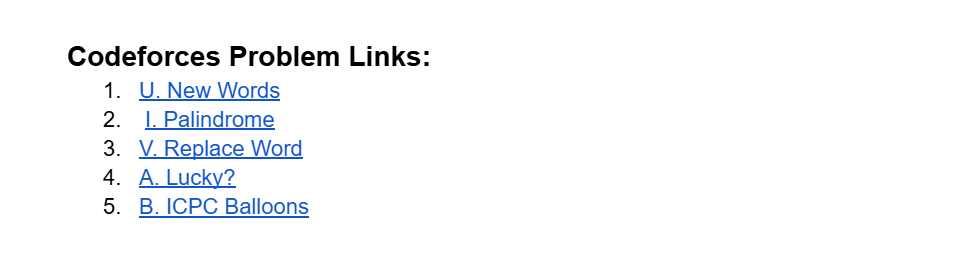 Codeforces Problem Links:
1. U. New Words
2. I. Palindrome
3. V. Replace Word
4. A. Lucky?
5. B. ICPC Balloons